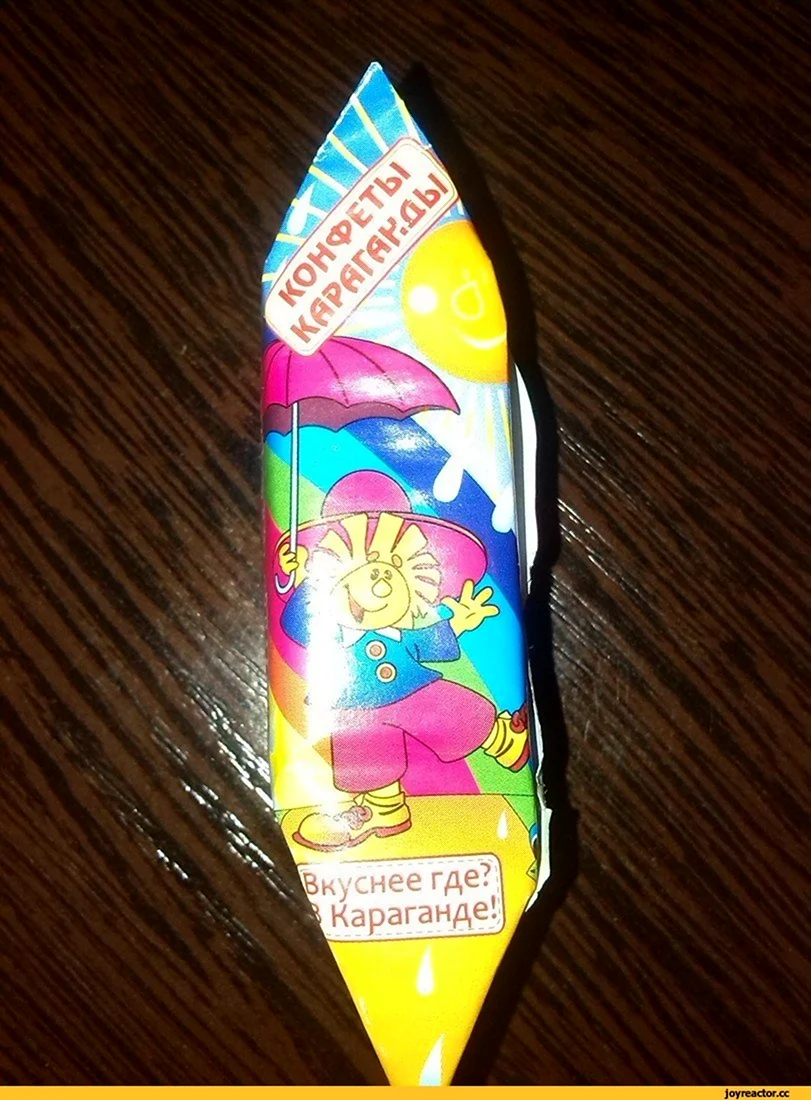 КОНФЕТЫ
КАРАГАНДЫ
Вкуснее где?
В Караганде!
joyreactor.cc